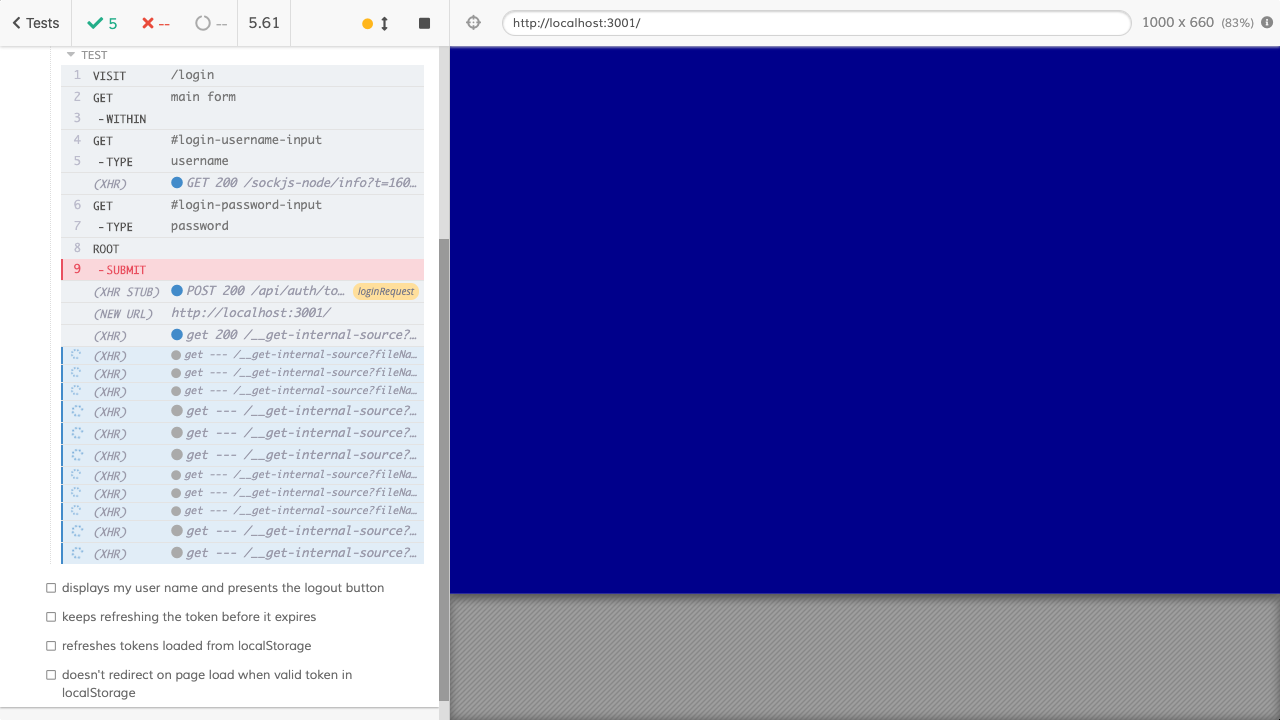 Tests 5 -- -- 5.61 http://localhost:3001/ 1000 x 660 (83%)
TEST
1 VISIT /login
2 GET main form
3 -WITHIN
4 GET #login-username-input
5 -TYPE username
(XHR) GET 200 /sockjs-node/info?t=160…
6 GET #login-password-input
7 -TYPE password
8 ROOT
9 -SUBMIT
(XHR STUB) POST 200 /api/auth/to… loginRequest
(NEW URL) http://localhost:3001/
(XHR) get 200 /__get-internal-source?…
(XHR) get --- /__get-internal-source?fileNa…
(XHR) get --- /__get-internal-source?fileNa…
(XHR) get --- /__get-internal-source?fileNa…
(XHR) get --- /__get-internal-source?…
(XHR) get --- /__get-internal-source?…
(XHR) get --- /__get-internal-source?…
(XHR) get --- /__get-internal-source?fileNa…
(XHR) get --- /__get-internal-source?fileNa…
(XHR) get --- /__get-internal-source?fileNa…
(XHR) get --- /__get-internal-source?…
(XHR) get --- /__get-internal-source?…
displays my user name and presents the logout button
keeps refreshing the token before it expires
refreshes tokens loaded from localStorage
doesn't redirect on page load when valid token in
localStorage